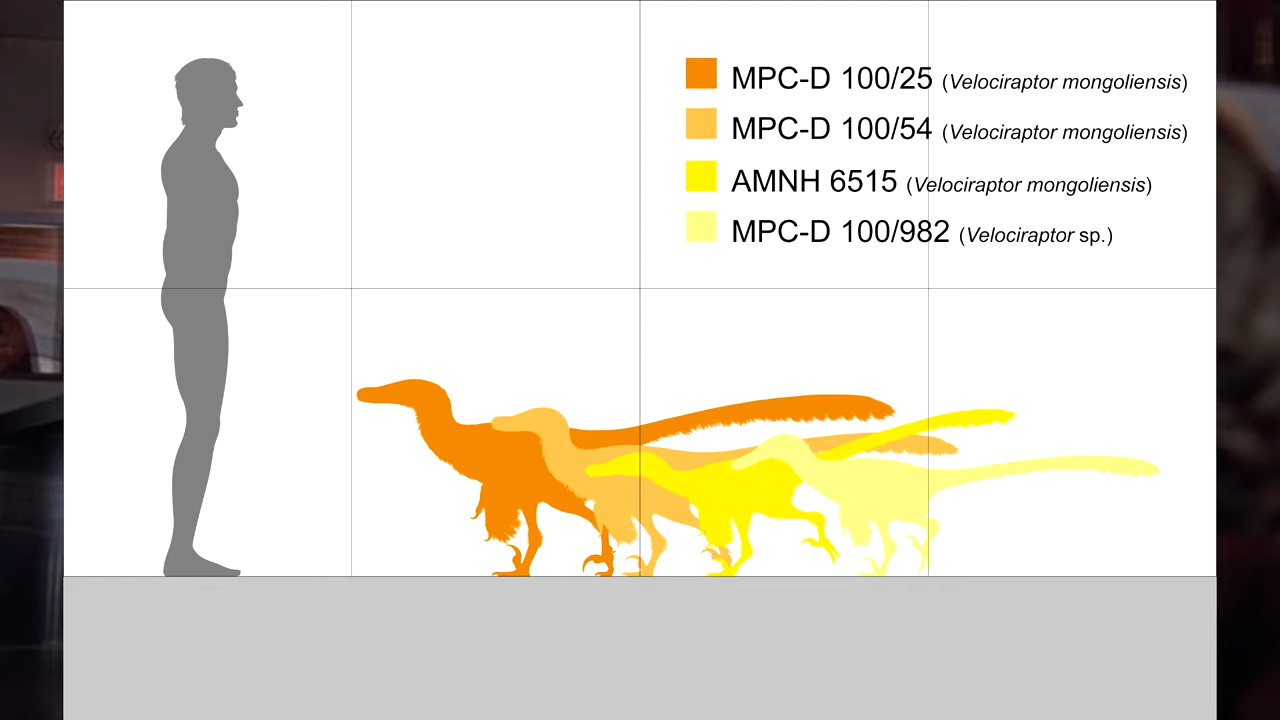 MPC-D 100/25 (Velociraptor mongoliensis)
MPC-D 100/54 (Velociraptor mongoliensis)
AMNH 6515 (Velociraptor mongoliensis)
MPC-D 100/982 (Velociraptor sp.)